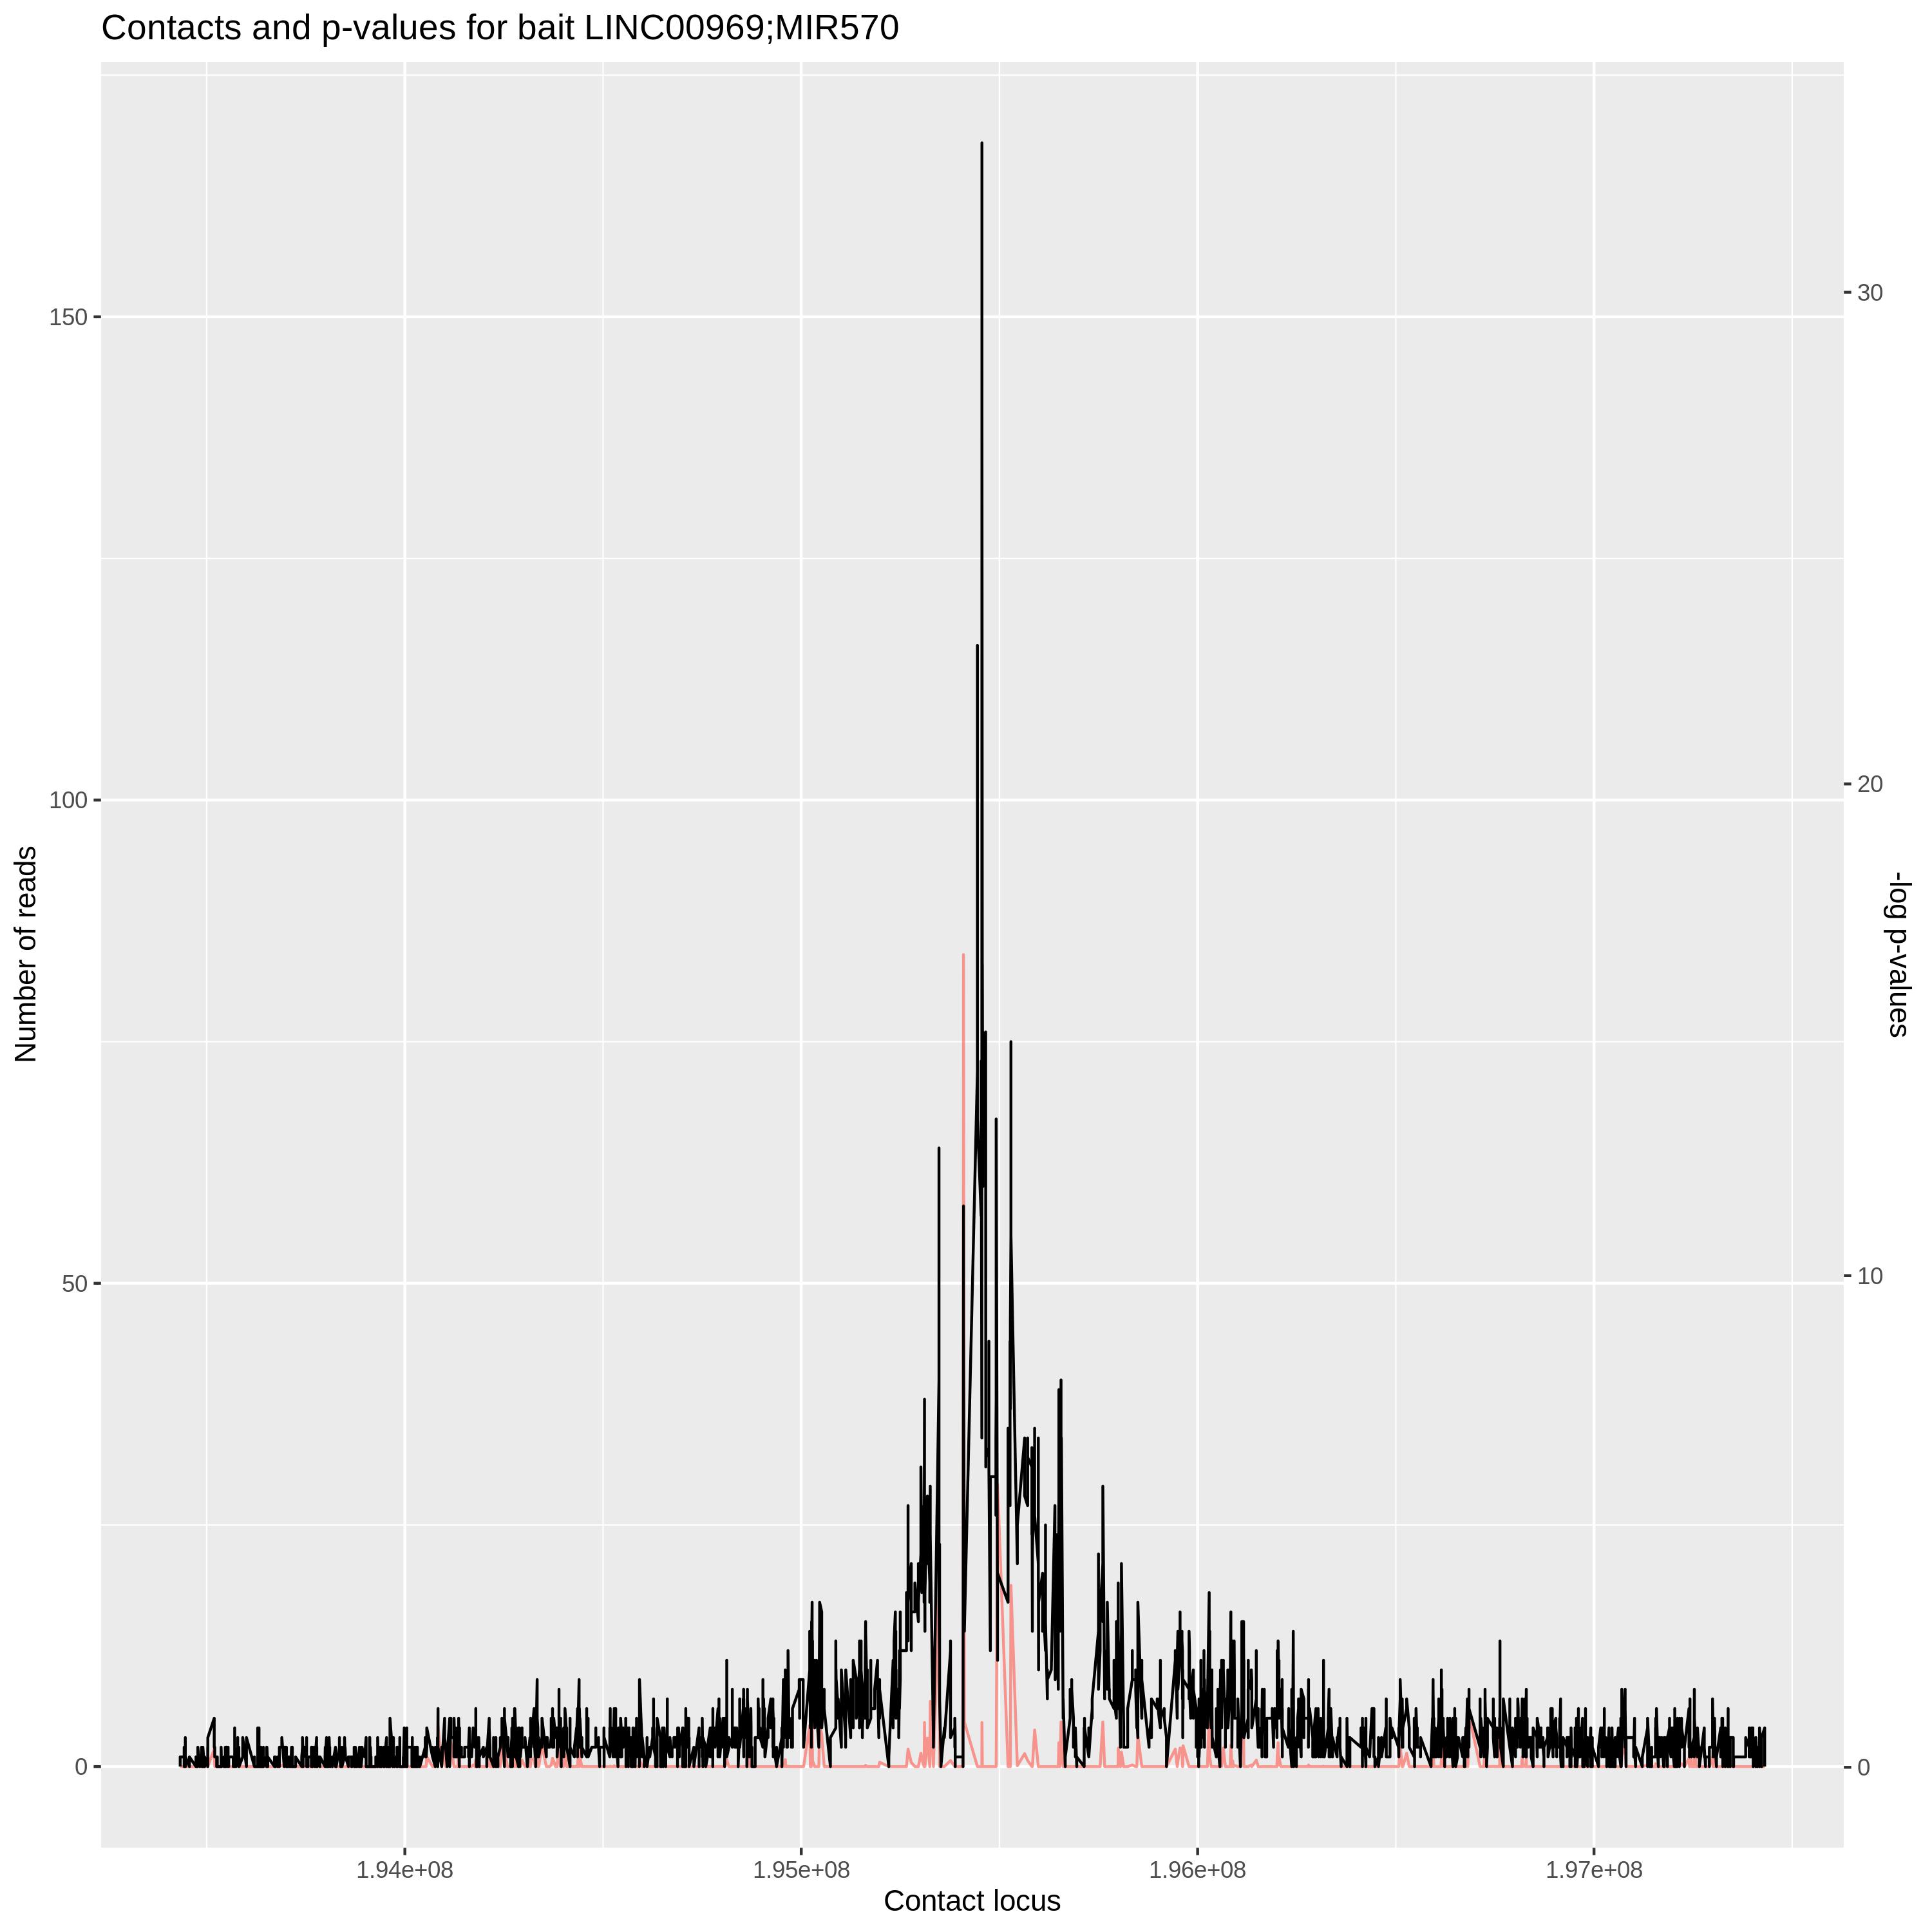 Contacts and p-values for bait LINC00969;MIR570
150
100
50
0
Number of reads
30
20
10
0
-log p-values
1.94e+08
1.95e+08
1.96e+08
1.97e+08
Contact locus